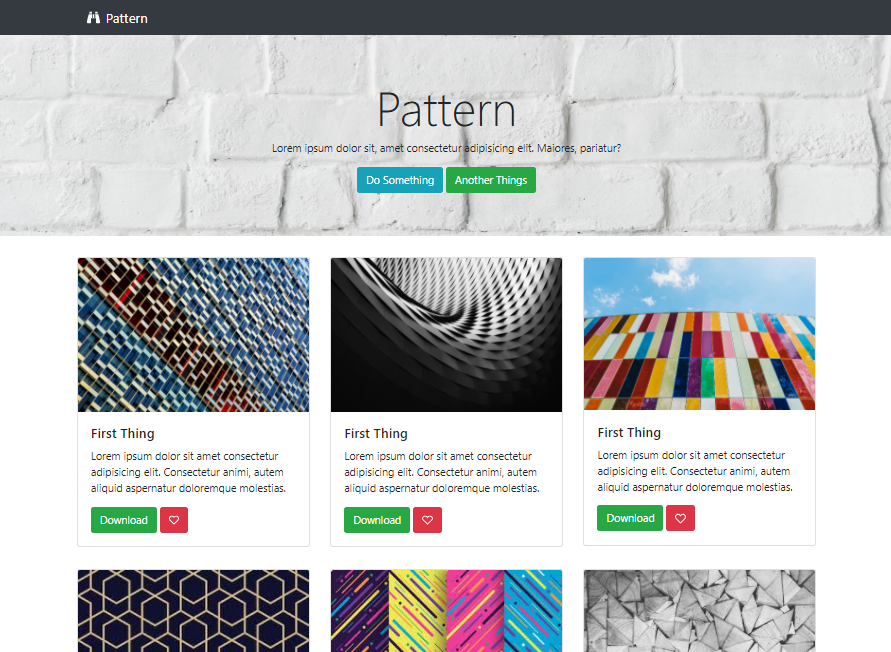 Pattern
Pattern
Lorem ipsum dolor sit, amet consectetur adipisicing elit. Maiores, pariatur?
Do Something
Another Things
First Thing
Lorem ipsum dolor sit amet consectetur
adipisicing elit. Consectetur animi, autem
aliquid aspernatur doloremque molestias.
Download
First Thing
Lorem ipsum dolor sit amet consectetur
adipisicing elit. Consectetur animi, autem
aliquid aspernatur doloremque molestias.
Download
First Thing
Lorem ipsum dolor sit amet consectetur
adipisicing elit. Consectetur animi, autem
aliquid aspernatur doloremque molestias.
Download